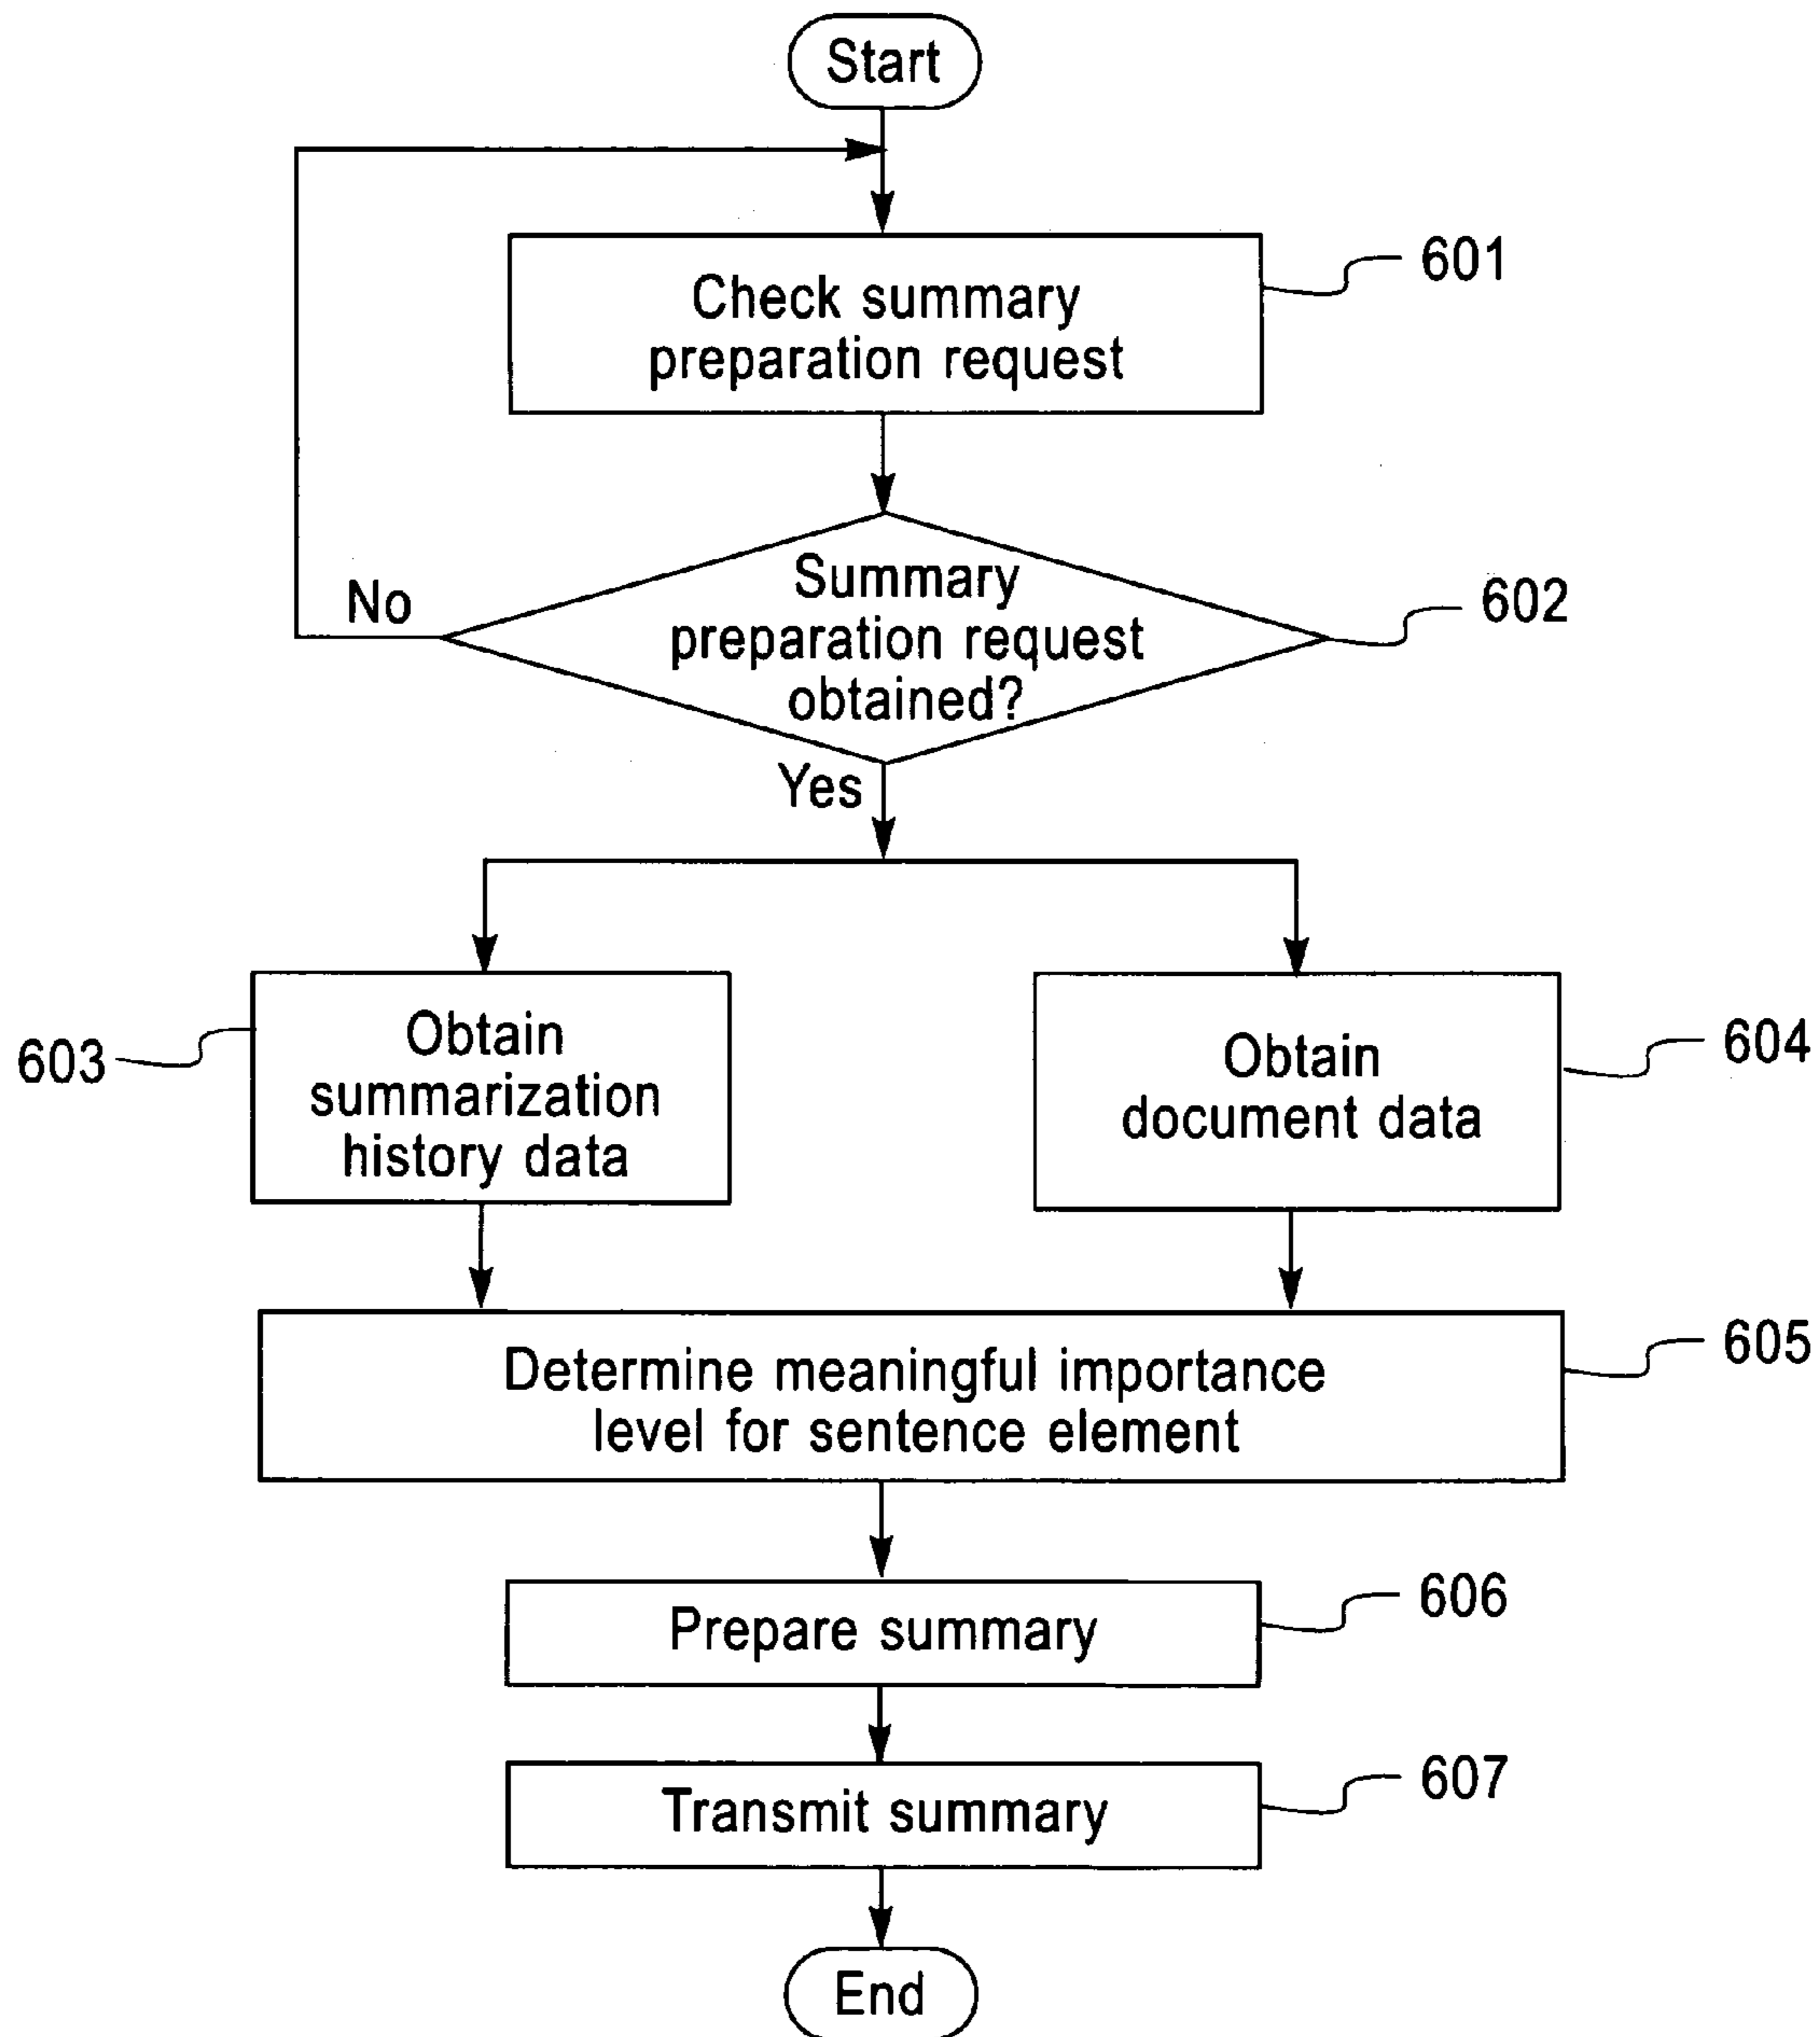 Start
Check summary
preparation request
601
Summary
preparation request
obtained?
602
No
Yes
Obtain
summarization
history data
603
Obtain
document data
604
Determine meaningful importance
level for sentence element
605
Prepare summary
606
Transmit summary
607
End